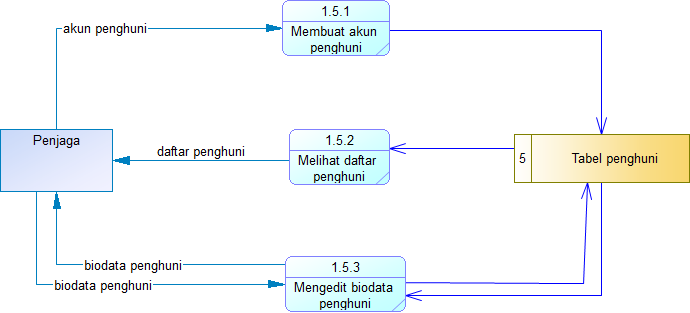 akun penghuni
1.5.1
Membuat akun
penghuni
Penjaga
daftar penghuni
1.5.2
Melihat daftar
penghuni
5
Tabel penghuni
biodata penghuni
biodata penghuni
1.5.3
Mengedit biodata
penghuni